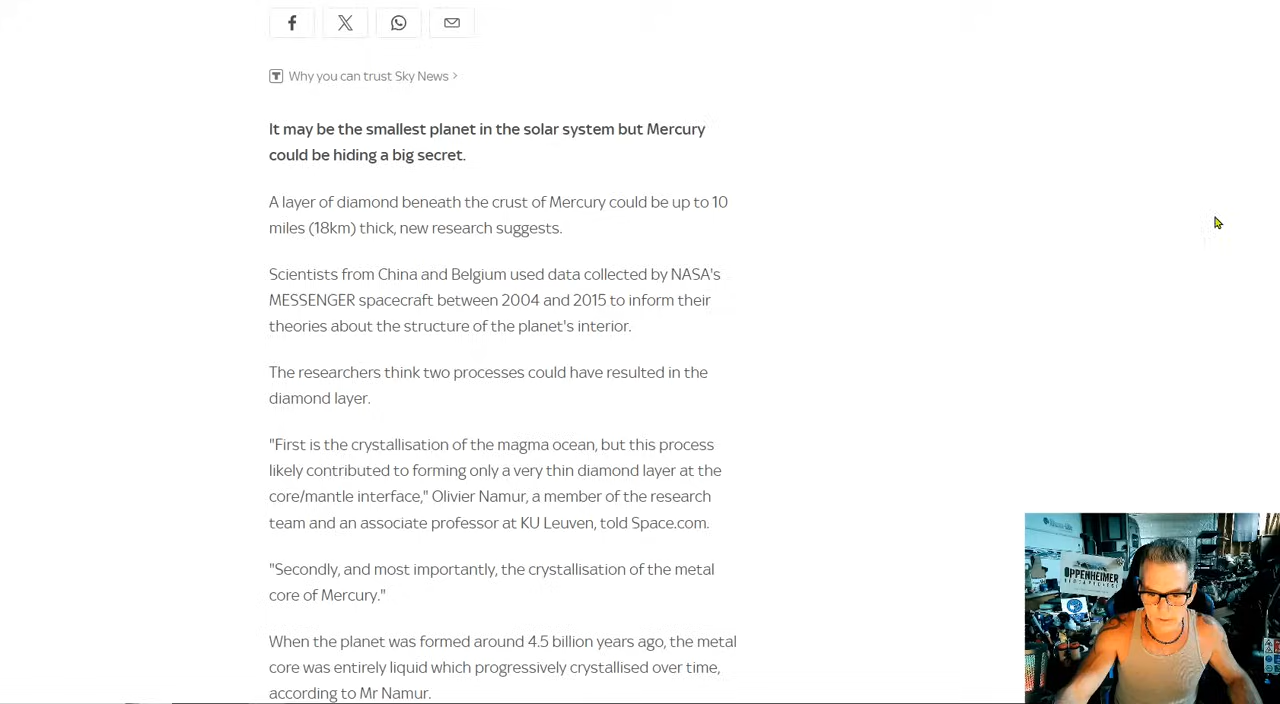 Why you can trust Sky News >
It may be the smallest planet in the solar system but Mercury
could be hiding a big secret.
A layer of diamond beneath the crust of Mercury could be up to 10
miles (18km) thick, new research suggests.
Scientists from China and Belgium used data collected by NASA's
MESSENGER spacecraft between 2004 and 2015 to inform their
theories about the structure of the planet's interior.
The researchers think two processes could have resulted in the
diamond layer.
"First is the crystallisation of the magma ocean, but this process
likely contributed to forming only a very thin diamond layer at the
core/mantle interface," Olivier Namur, a member of the research
team and an associate professor at KU Leuven, told Space.com.
"Secondly, and most importantly, the crystallisation of the metal
core of Mercury."
When the planet was formed around 4.5 billion years ago, the metal
core was entirely liquid which progressively crystallised over time,
according to Mr Namur.
OPPENHEIMER